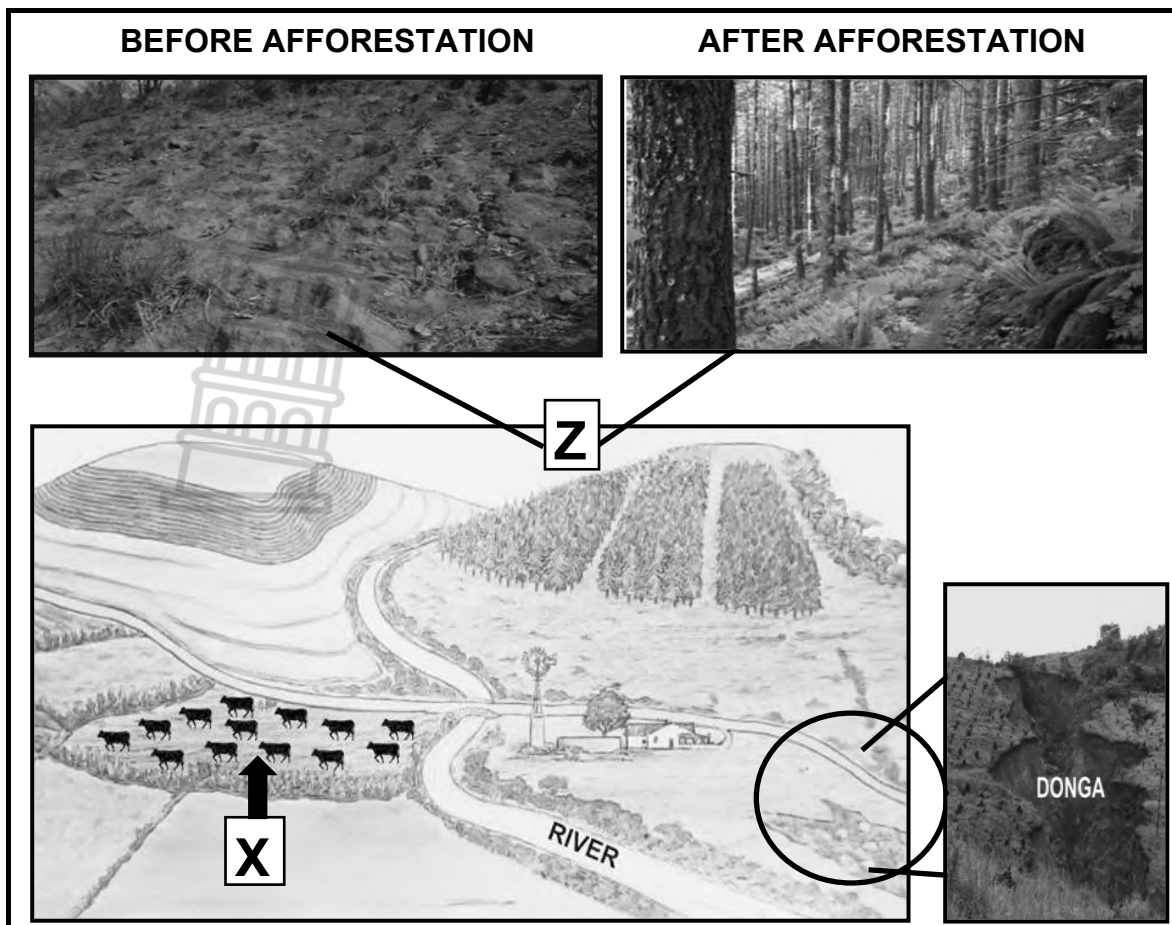 BEFORE AFFORESTATION
AFTER AFFORESTATION
Z
X
RIVER
DONGA